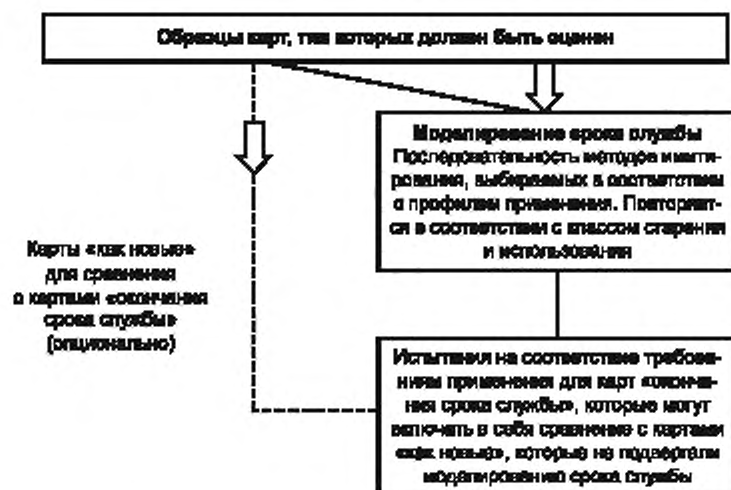 Образцы карт, тип которых должен быть оценен
Моделирование срока службы
Последовательность методов имити-
рования, выбираемых в соответствии
с профилем применения. Повторяет-
ся в соответствии с классом старения
и использования
Карты «как новые»
для сравнения
с картами «окончания
срока службы»
(опционально)
Испытания на соответствие требова-
ниям применения для карт «оконча-
ния срока службы», которые могут
включать в себя сравнение с картами
«как новые», которые не подвергали
моделированию срока службы